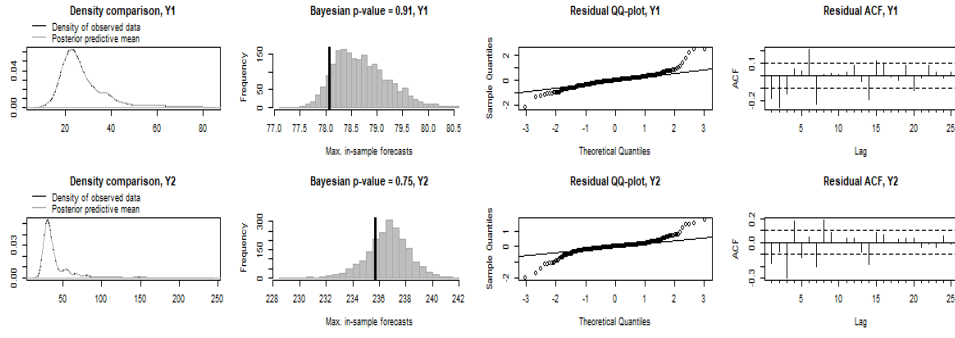 Density comparison, Y1
Density of observed data
Posterior predictive mean
0.04
0.00
20 40 60 80
Bayesian p-value = 0.91, Y1
Frequency
150
50
0
77.0 77.5 78.0 78.5 79.0 79.5 80.0 80.5
Max. in-sample forecasts
Residual QQ-plot, Y1
Sample Quantiles
2
0
-2
-3 -2 -1 0 1 2 3
Theoretical Quantiles
Residual ACF, Y1
ACF
0.1
-0.2
5 10 15 20 25
Lag
Density comparison, Y2
Density of observed data
Posterior predictive mean
0.03
0.00
50 100 150 200 250
Bayesian p-value = 0.75, Y2
Frequency
300
150
0
228 230 232 234 236 238 240 242
Max. in-sample forecasts
Residual QQ-plot, Y2
Sample Quantiles
1
0
-2
-3 -2 -1 0 1 2 3
Theoretical Quantiles
Residual ACF, Y2
ACF
0.2
0.0
-0.3
5 10 15 20 25
Lag